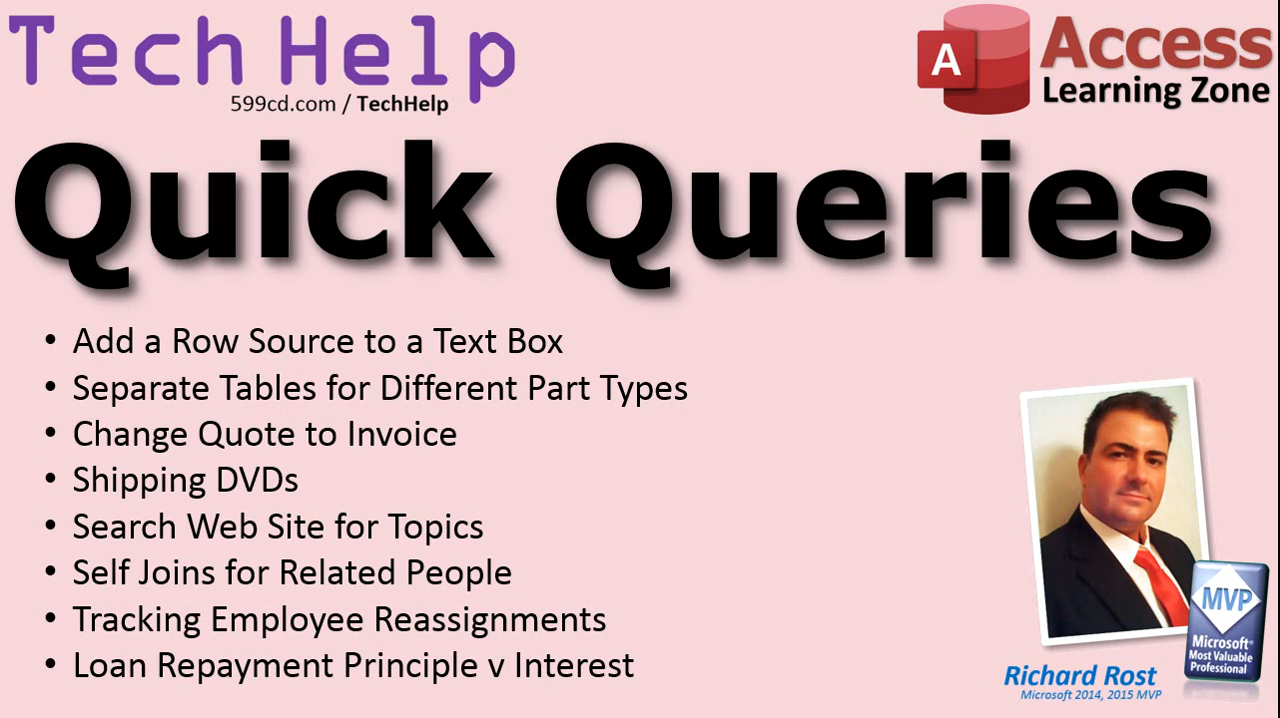 Tech Help
599cd.com / TechHelp
A
Access
Learning Zone
Quick Queries
• Add a Row Source to a Text Box
• Separate Tables for Different Part Types
• Change Quote to Invoice
• Shipping DVDs
• Search Web Site for Topics
• Self Joins for Related People
• Tracking Employee Reassignments
• Loan Repayment Principle v Interest
MVP
Microsoft®
Most Valuable
Professional
Richard Rost
Microsoft 2014, 2015 MVP